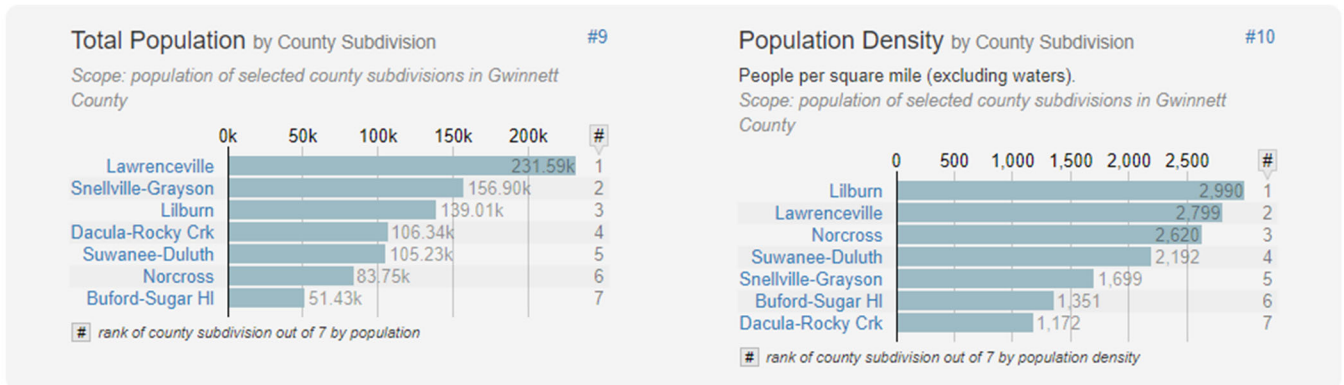 Total Population by County Subdivision #9
Scope: population of selected county subdivisions in Gwinnett
County
0k 50k 100k 150k 200k #
Lawrenceville 231.59k 1
Snellville-Grayson 156.90k 2
Lilburn 139.01k 3
Dacula-Rocky Crk 106.34k 4
Suwanee-Duluth 105.23k 5
Norcross 83.75k 6
Buford-Sugar Hl 51.43k 7
# rank of county subdivision out of 7 by population
Population Density by County Subdivision #10
People per square mile (excluding waters).
Scope: population of selected county subdivisions in Gwinnett
County
0 500 1,000 1,500 2,000 2,500 #
Lilburn 2,990 1
Lawrenceville 2,799 2
Norcross 2,620 3
Suwanee-Duluth 2,192 4
Snellville-Grayson 1,699 5
Buford-Sugar Hl 1,351 6
Dacula-Rocky Crk 1,172 7
# rank of county subdivision out of 7 by population density